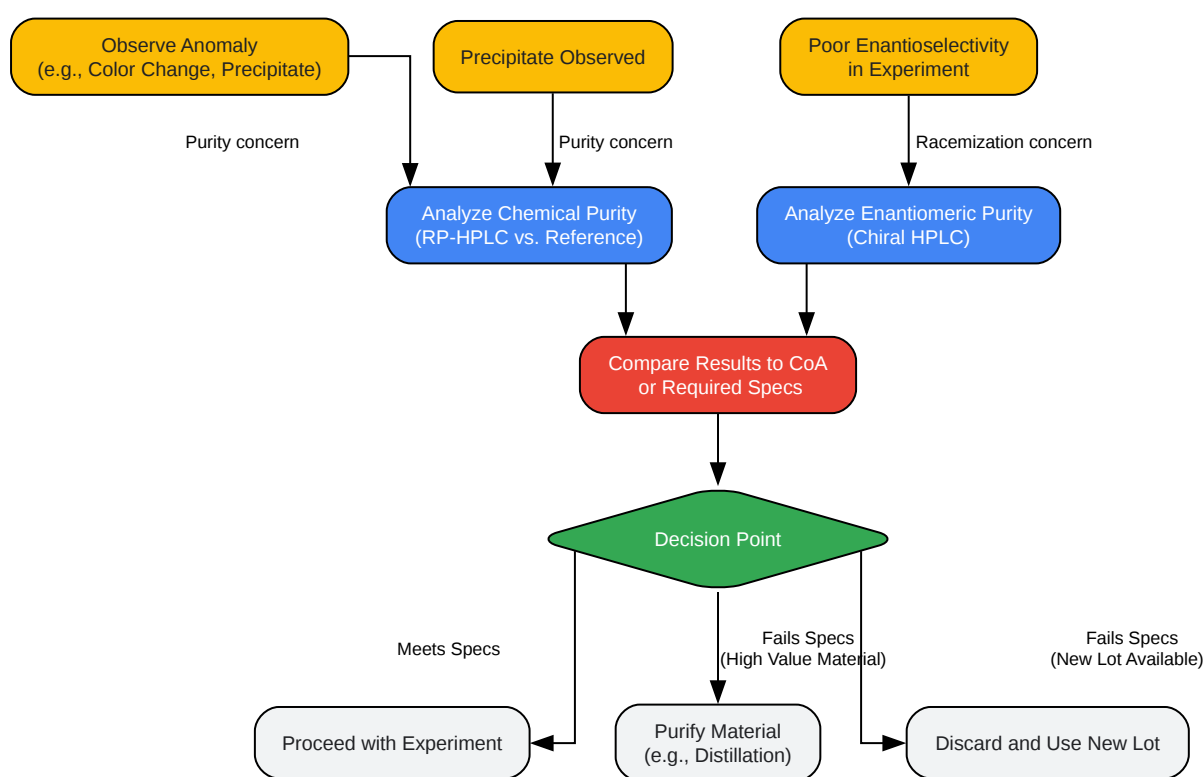 Observe Anomaly
(e.g., Color Change, Precipitate)
Precipitate Observed
Poor Enantioselectivity
in Experiment
Purity concern
Purity concern
Racemization concern
Analyze Chemical Purity
(RP-HPLC vs. Reference)
Analyze Enantiomeric Purity
(Chiral HPLC)
Compare Results to CoA
or Required Specs
Decision Point
Meets Specs
Fails Specs
(High Value Material)
Fails Specs
(New Lot Available)
Proceed with Experiment
Purify Material
(e.g., Distillation)
Discard and Use New Lot